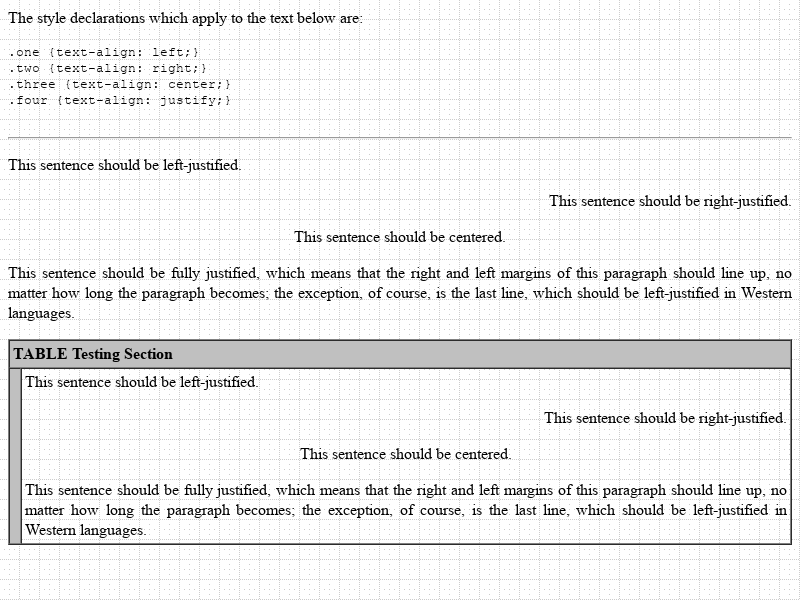 The style declarations which apply to the text below are:
.one {text-align: left;}
.two {text-align: right;}
.three {text-align: center;}
.four {text-align: justify;}
This sentence should be left-justified.
This sentence should be right-justified.
This sentence should be centered.
This sentence should be fully justified, which means that the right and left margins of this paragraph should line up, no
matter how long the paragraph becomes; the exception, of course, is the last line, which should be left-justified in Western
languages.
TABLE Testing Section
This sentence should be left-justified.
This sentence should be right-justified.
This sentence should be centered.
This sentence should be fully justified, which means that the right and left margins of this paragraph should line up, no
matter how long the paragraph becomes; the exception, of course, is the last line, which should be left-justified in
Western languages.